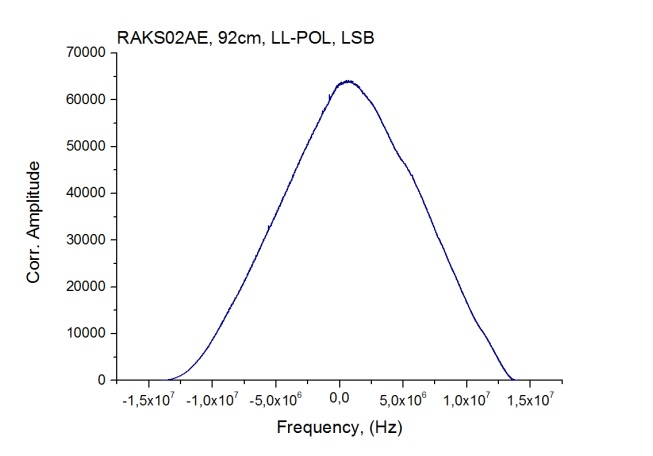 RAKS02AE, 92cm, LL-POL, LSB
70000
60000
50000
40000
30000
20000
10000
0
Corr. Amplitude
-1,5x10⁷ -1,0x10⁷ -5,0x10⁶ 0,0 5,0x10⁶ 1,0x10⁷ 1,5x10⁷
Frequency, (Hz)